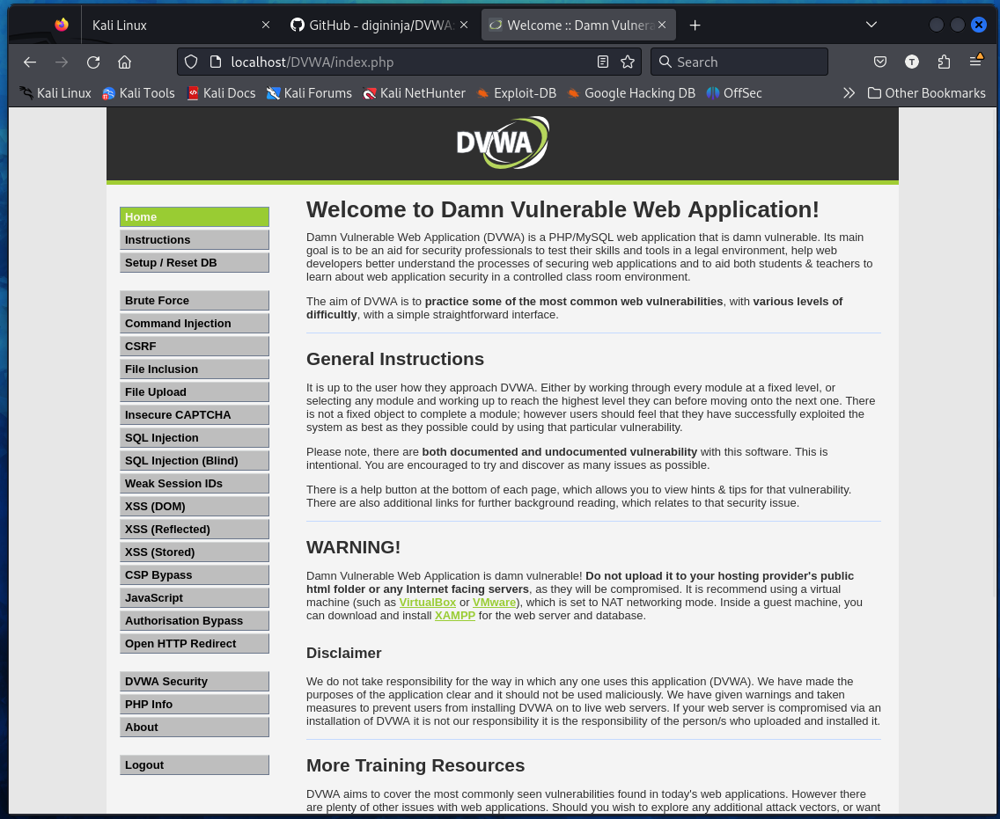 Kali Linux
GitHub - digininja/DVWA:
Welcome :: Damn Vulnera
localhost/DVWA/index.php
Search
T
Kali Linux
Kali Tools
Kali Docs
Kali Forums
Kali NetHunter
Exploit-DB
Google Hacking DB
OffSec
Other Bookmarks
DVWA
Home
Instructions
Setup / Reset DB
Brute Force
Command Injection
CSRF
File Inclusion
File Upload
Insecure CAPTCHA
SQL Injection
SQL Injection (Blind)
Weak Session IDs
XSS (DOM)
XSS (Reflected)
XSS (Stored)
CSP Bypass
JavaScript
Authorisation Bypass
Open HTTP Redirect
DVWA Security
PHP Info
About
Logout
Welcome to Damn Vulnerable Web Application!
Damn Vulnerable Web Application (DVWA) is a PHP/MySQL web application that is damn vulnerable. Its main
goal is to be an aid for security professionals to test their skills and tools in a legal environment, help web
developers better understand the processes of securing web applications and to aid both students & teachers to
learn about web application security in a controlled class room environment.
The aim of DVWA is to practice some of the most common web vulnerabilities, with various levels of
difficultly, with a simple straightforward interface.
General Instructions
It is up to the user how they approach DVWA. Either by working through every module at a fixed level, or
selecting any module and working up to reach the highest level they can before moving onto the next one. There
is not a fixed object to complete a module; however users should feel that they have successfully exploited the
system as best as they possible could by using that particular vulnerability.
Please note, there are both documented and undocumented vulnerability with this software. This is
intentional. You are encouraged to try and discover as many issues as possible.
There is a help button at the bottom of each page, which allows you to view hints & tips for that vulnerability.
There are also additional links for further background reading, which relates to that security issue.
WARNING!
Damn Vulnerable Web Application is damn vulnerable! Do not upload it to your hosting provider's public
html folder or any Internet facing servers, as they will be compromised. It is recommend using a virtual
machine (such as VirtualBox or VMware), which is set to NAT networking mode. Inside a guest machine, you
can download and install XAMPP for the web server and database.
Disclaimer
We do not take responsibility for the way in which any one uses this application (DVWA). We have made the
purposes of the application clear and it should not be used maliciously. We have given warnings and taken
measures to prevent users from installing DVWA on to live web servers. If your web server is compromised via an
installation of DVWA it is not our responsibility it is the responsibility of the person/s who uploaded and installed it.
More Training Resources
DVWA aims to cover the most commonly seen vulnerabilities found in today's web applications. However there
are plenty of other issues with web applications. Should you wish to explore any additional attack vectors, or want